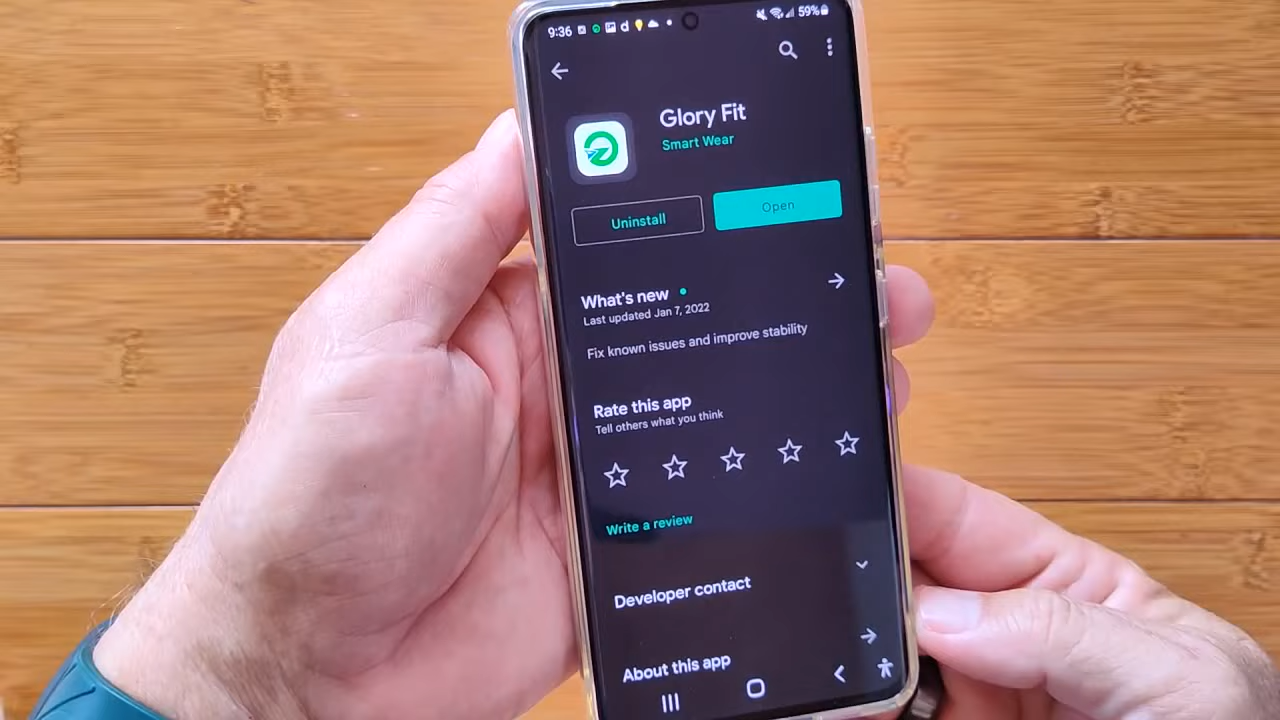 9:36 d 59%
Glory Fit
Smart Wear
Uninstall
Open
What's new
Last updated Jan 7, 2022
Fix known issues and improve stability
Rate this app
Tell others what you think
Write a review
Developer contact
About this app